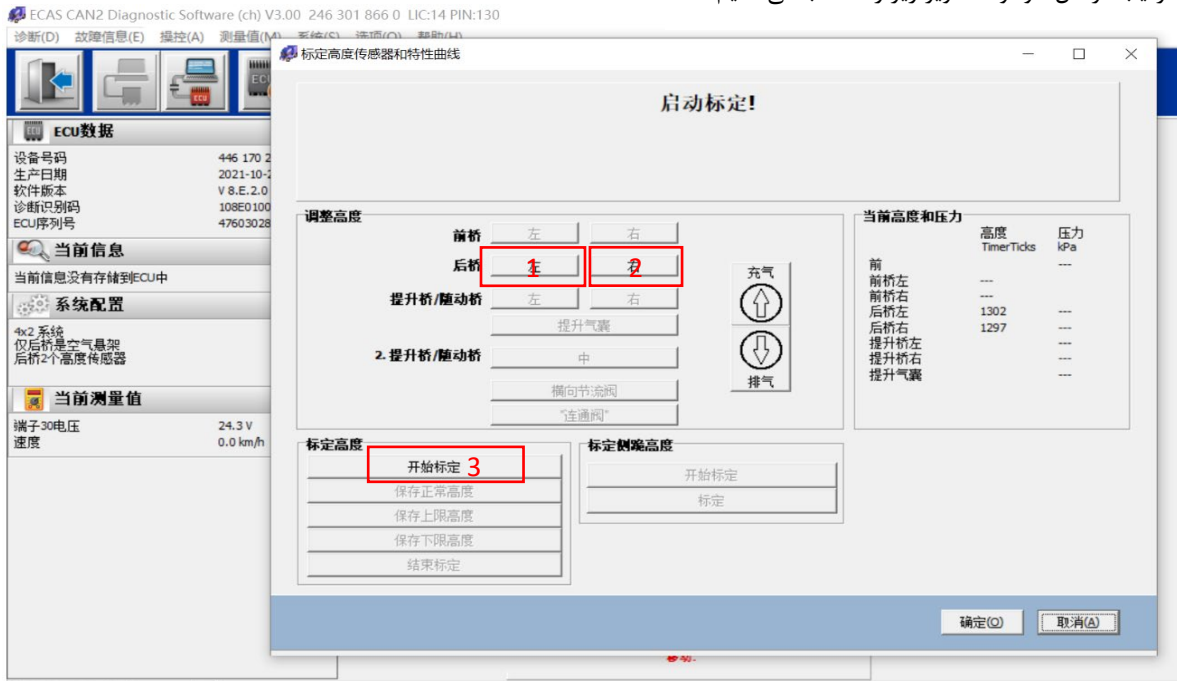 ECAS CAN2 Diagnostic Software (ch) V3.00 246 301 866 0 LIC:14 PIN:130
诊断(D) 故障信息(E) 操控(A) 测量值(M) 系统(S) 选项(O) 帮助(H)
标定高度传感器和特性曲线
启动标定!
ECU数据
设备号码 446 170 2
生产日期 2021-10-2
软件版本 V 8.E.2.0
诊断识别码 108E0100
ECU序列号 47603028
当前信息
当前信息没有存储到ECU中
系统配置
4x2 系统
仅后桥是空气悬架
后桥2个高度传感器
当前测量值
端子30电压 24.3 V
速度 0.0 km/h
调整高度
前桥 左 右
后桥 左 1 右 2
提升桥/随动桥 左 右
提升气囊
2. 提升桥/随动桥 中
横向节流阀
"连通阀"
充气
排气
当前高度和压力
高度 压力
TimerTicks kPa
前 ---
前桥左 ---
前桥右 ---
后桥左 1302 ---
后桥右 1297 ---
提升桥左 ---
提升桥右 ---
提升气囊 ---
标定高度
开始标定 3
保存正常高度
保存上限高度
保存下限高度
结束标定
标定侧跪高度
开始标定
标定
确定(O) 取消(A)
移动.